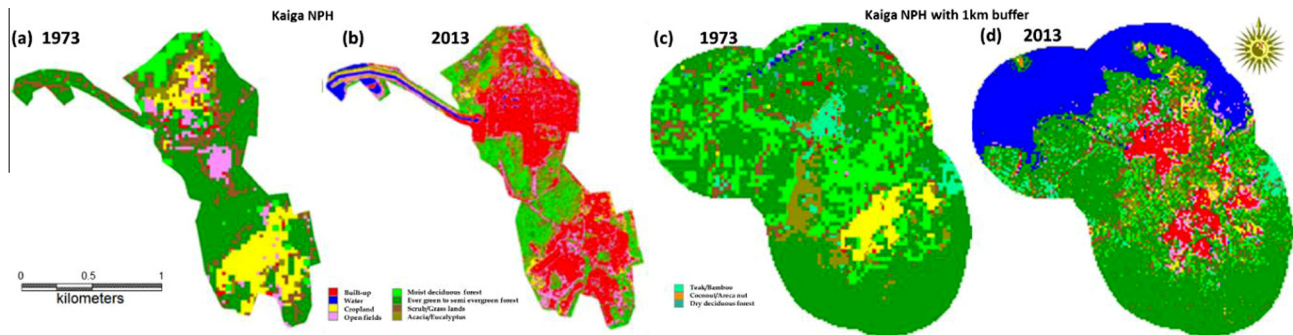 Kaiga NPH
Kaiga NPH with 1km buffer
(a) 1973
(b) 2013
(c) 1973
(d) 2013
0 0.5 1
kilometers
Built-up
Water
Cropland
Open fields
Moist deciduous forest
Ever green to semi evergreen forest
Scrub/Grass lands
Acacia/Eucalyptus
Teak/Bamboo
Coconut/Areca nut
Dry deciduous forest